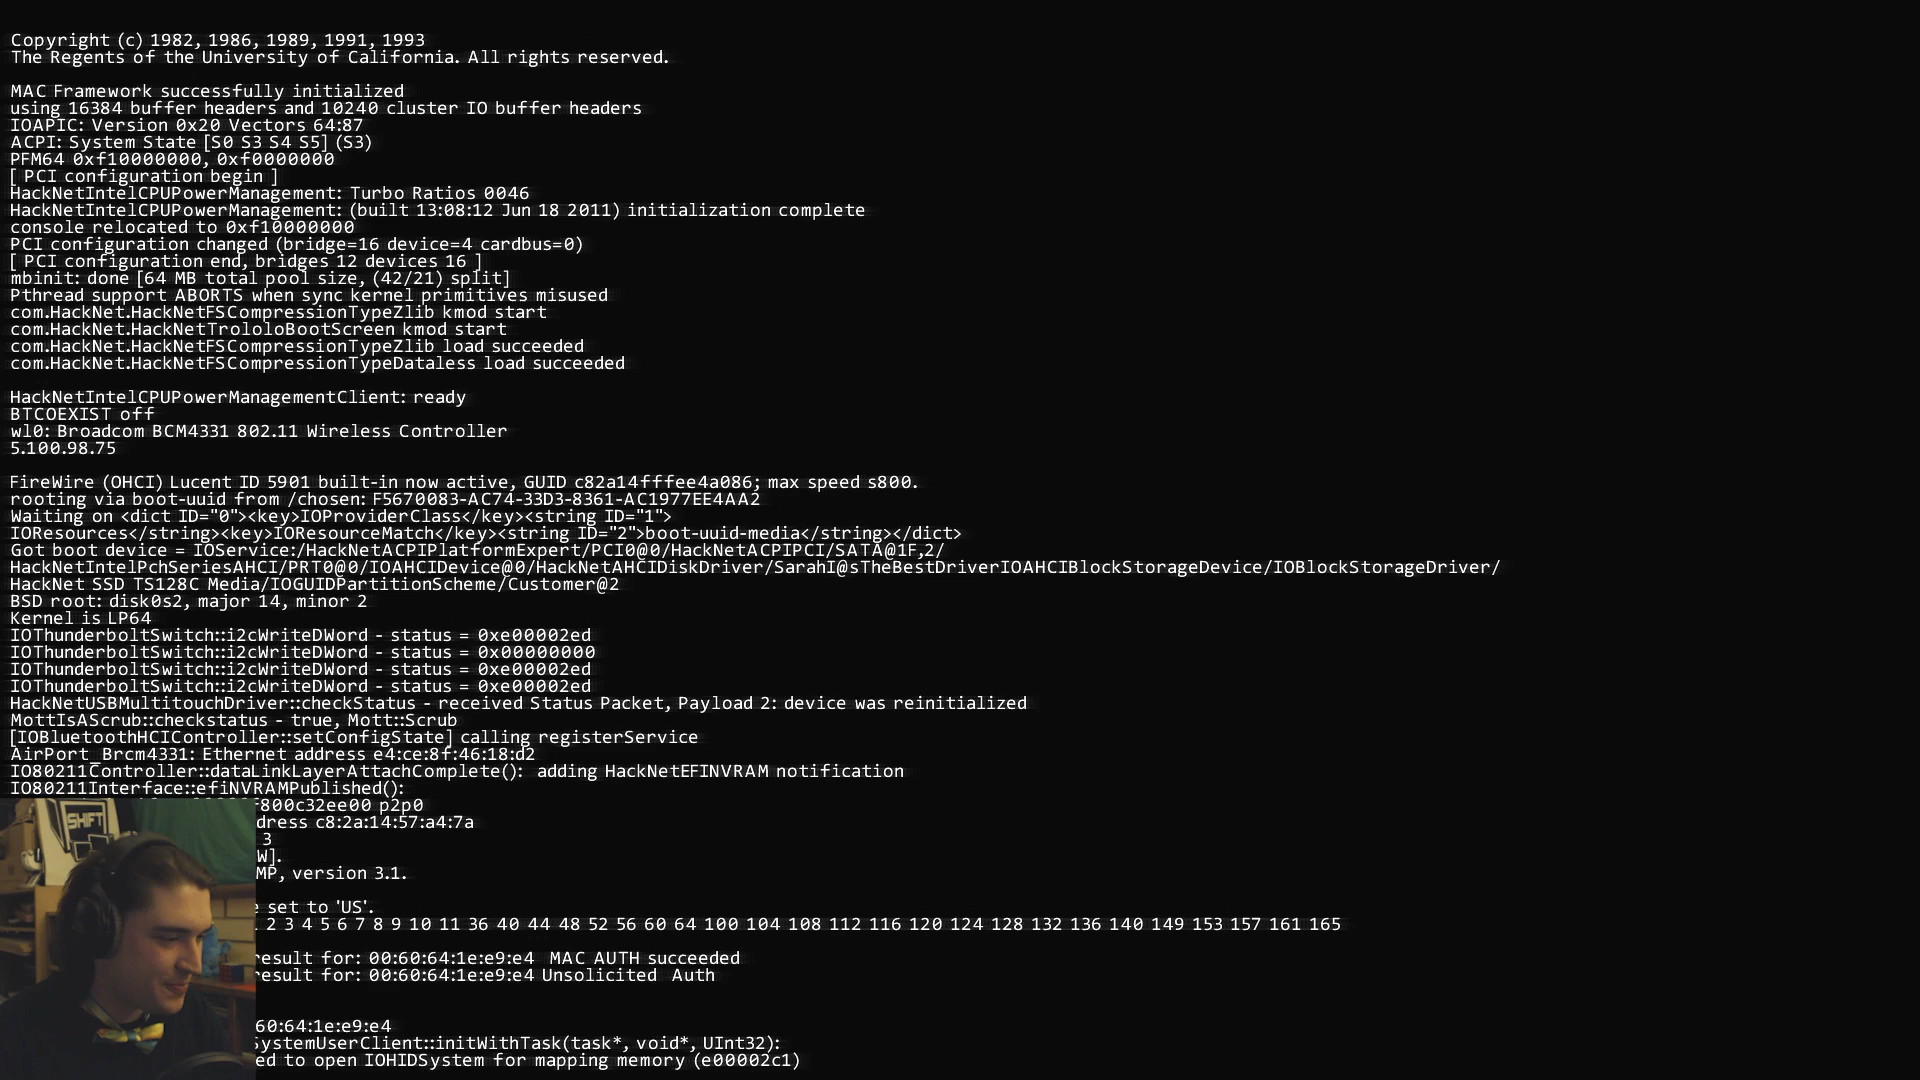 Copyright (c) 1982, 1986, 1989, 1991, 1993
The Regents of the University of California. All rights reserved.
MAC Framework successfully initialized
using 16384 buffer headers and 10240 cluster IO buffer headers
IOAPIC: Version 0x20 Vectors 64:87
ACPI: System State [S0 S3 S4 S5] (S3)
PFM64 0xf10000000, 0xf0000000
[ PCI configuration begin ]
HackNetIntelCPUPowerManagement: Turbo Ratios 0046
HackNetIntelCPUPowerManagement: (built 13:08:12 Jun 18 2011) initialization complete
console relocated to 0xf10000000
PCI configuration changed (bridge=16 device=4 cardbus=0)
[ PCI configuration end, bridges 12 devices 16 ]
mbinit: done [64 MB total pool size, (42/21) split]
Pthread support ABORTS when sync kernel primitives misused
com.HackNet.HackNetFSCompressionTypeZlib kmod start
com.HackNet.HackNetTrololoBootScreen kmod start
com.HackNet.HackNetFSCompressionTypeZlib load succeeded
com.HackNet.HackNetFSCompressionTypeDataless load succeeded
HackNetIntelCPUPowerManagementClient: ready
BTCOEXIST off
wl0: Broadcom BCM4331 802.11 Wireless Controller
5.100.98.75
FireWire (OHCI) Lucent ID 5901 built-in now active, GUID c82a14fffee4a086; max speed s800.
rooting via boot-uuid from /chosen: F5670083-AC74-33D3-8361-AC1977EE4AA2
Waiting on <dict ID="0"><key>IOProviderClass</key><string ID="1">
IOResources</string><key>IOResourceMatch</key><string ID="2">boot-uuid-media</string></dict>
Got boot device = IOService:/HackNetACPIPlatformExpert/PCI0@0/HackNetACPIPCI/SATA@1F,2/
HackNetIntelPchSeriesAHCI/PRT0@0/IOAHCIDevice@0/HackNetAHCIDiskDriver/SarahI@sTheBestDriverIOAHCIBlockStorageDevice/IOBlockStorageDriver/
HackNet SSD TS128C Media/IOGUIDPartitionScheme/Customer@2
BSD root: disk0s2, major 14, minor 2
Kernel is LP64
IOThunderboltSwitch::i2cWriteDWord - status = 0xe00002ed
IOThunderboltSwitch::i2cWriteDWord - status = 0x00000000
IOThunderboltSwitch::i2cWriteDWord - status = 0xe00002ed
IOThunderboltSwitch::i2cWriteDWord - status = 0xe00002ed
HackNetUSBMultitouchDriver::checkStatus - received Status Packet, Payload 2: device was reinitialized
MottIsAScrub::checkstatus - true, Mott::Scrub
[IOBluetoothHCIController::setConfigState] calling registerService
AirPort_Brcm4331: Ethernet address e4:ce:8f:46:18:d2
IO80211Controller::dataLinkLayerAttachComplete():  adding HackNetEFINVRAM notification
IO80211Interface::efiNVRAMPublished():
f800c32ee00 p2p0
dress c8:2a:14:57:a4:7a
3
W].
MP, version 3.1.
set to 'US'.
2 3 4 5 6 7 8 9 10 11 36 40 44 48 52 56 60 64 100 104 108 112 116 120 124 128 132 136 140 149 153 157 161 165
result for: 00:60:64:1e:e9:e4  MAC AUTH succeeded
result for: 00:60:64:1e:e9:e4 Unsolicited  Auth
60:64:1e:e9:e4
SystemUserClient::initWithTask(task*, void*, UInt32):
ed to open IOHIDSystem for mapping memory (e00002c1)
SHIFT